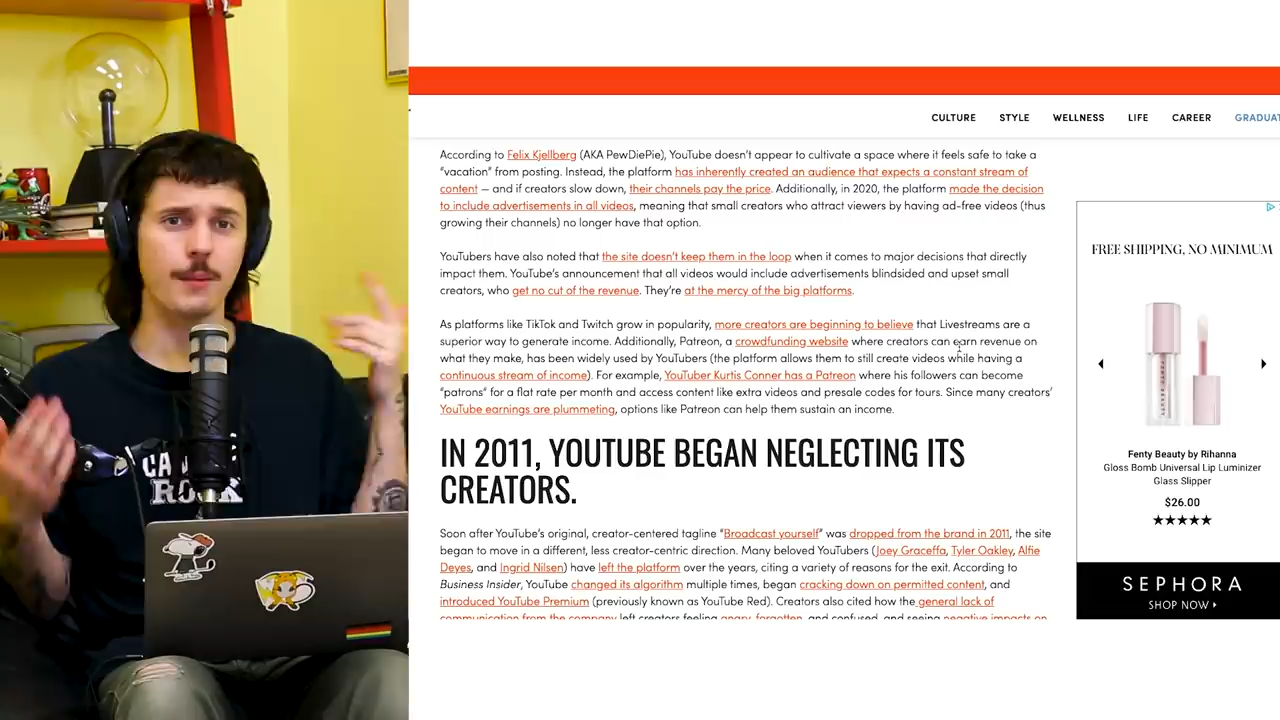 CULTURE STYLE WELLNESS LIFE CAREER GRADUAT
According to Felix Kjellberg (AKA PewDiePie), YouTube doesn't appear to cultivate a space where it feels safe to take a
"vacation" from posting. Instead, the platform has inherently created an audience that expects a constant stream of
content — and if creators slow down, their channels pay the price. Additionally, in 2020, the platform made the decision
to include advertisements in all videos, meaning that small creators who attract viewers by having ad-free videos (thus
growing their channels) no longer have that option.
YouTubers have also noted that the site doesn't keep them in the loop when it comes to major decisions that directly
impact them. YouTube's announcement that all videos would include advertisements blindsided and upset small
creators, who get no cut of the revenue. They're at the mercy of the big platforms.
As platforms like TikTok and Twitch grow in popularity, more creators are beginning to believe that Livestreams are a
superior way to generate income. Additionally, Patreon, a crowdfunding website where creators can earn revenue on
what they make, has been widely used by YouTubers (the platform allows them to still create videos while having a
continuous stream of income). For example, YouTuber Kurtis Conner has a Patreon where his followers can become
"patrons" for a flat rate per month and access content like extra videos and presale codes for tours. Since many creators'
YouTube earnings are plummeting, options like Patreon can help them sustain an income.
IN 2011, YOUTUBE BEGAN NEGLECTING ITS
CREATORS.
Soon after YouTube's original, creator-centered tagline "Broadcast yourself" was dropped from the brand in 2011, the site
began to move in a different, less creator-centric direction. Many beloved YouTubers (Joey Graceffa, Tyler Oakley, Alfie
Deyes, and Ingrid Nilsen) have left the platform over the years, citing a variety of reasons for the exit. According to
Business Insider, YouTube changed its algorithm multiple times, began cracking down on permitted content, and
introduced YouTube Premium (previously known as YouTube Red). Creators also cited how the general lack of
communication from the company left creators feeling angry, forgotten, and confused, and seeing negative impacts on
FREE SHIPPING, NO MINIMUM
Fenty Beauty by Rihanna
Gloss Bomb Universal Lip Luminizer
Glass Slipper
$26.00
★★★★★
SEPHORA
SHOP NOW
ROCK